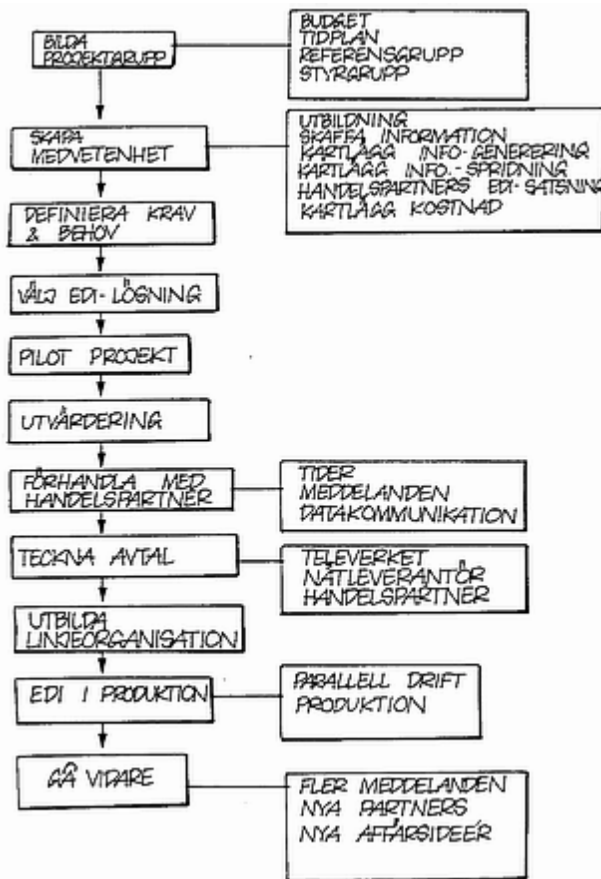 BILDA
PROJEKTGRUPP
BUDGET
TIDPLAN
REFERENSGRUPP
STYRGRUPP
SKAPA
MEDVETENHET
UTBILDNING
SKAFFA INFORMATION
KARTLÄGG INFO-GENERERING
KARTLÄGG INFO.-SPRIDNING
HANDELSPARTNERS EDI-SATSNING
KARTLÄGG KOSTNAD
DEFINIERA KRAV
& BEHOV
VÄLJ EDI-LÖSNING
PILOT PROJEKT
UTVÄRDERING
FÖRHANDLA MED
HANDELSPARTNER
TIDER
MEDDELANDEN
DATAKOMMUNIKATION
TECKNA AVTAL
TELEVERKET
NÄTLEVERANTÖR
HANDELSPARTNER
UTBILDA
LINJEORGANISATION
EDI I PRODUKTION
PARALLELL DRIFT
PRODUKTION
GÅ VIDARE
FLER MEDDELANDEN
NYA PARTNERS
NYA AFFÄRSIDEÉR